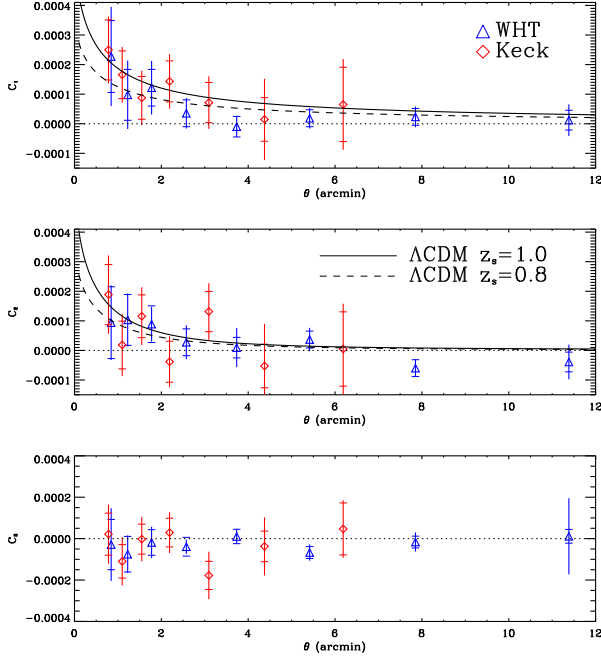 0.0004
0.0003
0.0002
0.0001
0.0000
-0.0001
C₁
WHT
Keck
0 2 4 6 8 10 12
θ (arcmin)
0.0004
0.0003
0.0002
0.0001
0.0000
-0.0001
C₂
ΛCDM zₛ=1.0
ΛCDM zₛ=0.8
0 2 4 6 8 10 12
θ (arcmin)
0.0004
0.0002
0.0000
-0.0002
-0.0004
C₃
0 2 4 6 8 10 12
θ (arcmin)